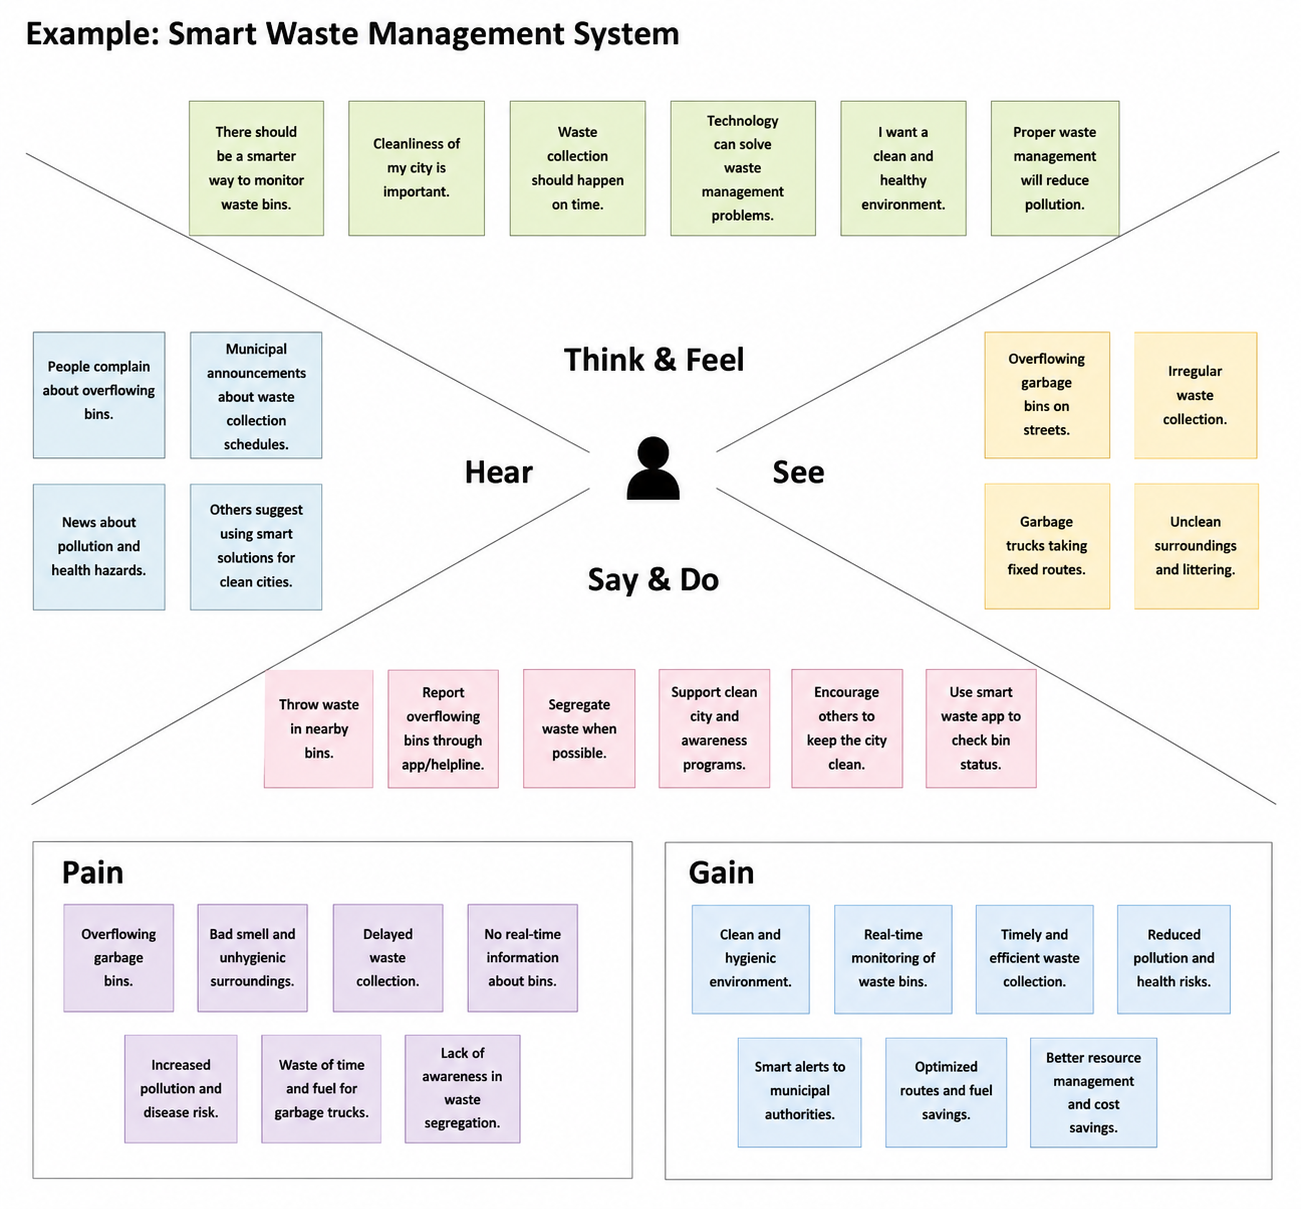 Example: Smart Waste Management System
There should
be a smarter
way to monitor
waste bins.
Cleanliness of
my city is
important.
Waste
collection
should happen
on time.
Technology
can solve
waste
management
problems.
I want a
clean and
healthy
environment.
Proper waste
management
will reduce
pollution.
Think & Feel
People complain
about overflowing
bins.
Municipal
announcements
about waste
collection
schedules.
News about
pollution and
health hazards.
Others suggest
using smart
solutions for
clean cities.
Hear
See
Overflowing
garbage
bins on
streets.
Irregular
waste
collection.
Garbage
trucks taking
fixed routes.
Unclean
surroundings
and littering.
Say & Do
Throw waste
in nearby
bins.
Report
overflowing
bins through
app/helpline.
Segregate
waste when
possible.
Support clean
city and
awareness
programs.
Encourage
others to
keep the city
clean.
Use smart
waste app to
check bin
status.
Pain
Overflowing
garbage
bins.
Bad smell and
unhygienic
surroundings.
Delayed
waste
collection.
No real-time
information
about bins.
Increased
pollution and
disease risk.
Waste of time
and fuel for
garbage trucks.
Lack of
awareness in
waste
segregation.
Gain
Clean and
hygienic
environment.
Real-time
monitoring of
waste bins.
Timely and
efficient waste
collection.
Reduced
pollution and
health risks.
Smart alerts to
municipal
authorities.
Optimized
routes and fuel
savings.
Better resource
management
and cost
savings.